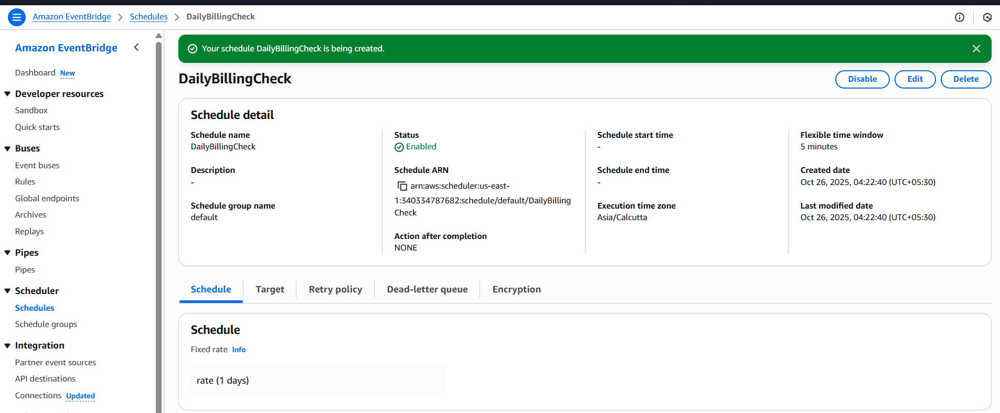 Amazon EventBridge > Schedules > DailyBillingCheck
Amazon EventBridge
Dashboard New
Developer resources
Sandbox
Quick starts
Buses
Event buses
Rules
Global endpoints
Archives
Replays
Pipes
Pipes
Scheduler
Schedules
Schedule groups
Integration
Partner event sources
API destinations
Connections Updated
Your schedule DailyBillingCheck is being created.
DailyBillingCheck
Disable
Edit
Delete
Schedule detail
Schedule name
DailyBillingCheck
Description
-
Schedule group name
default
Status
Enabled
Schedule ARN
arn:aws:scheduler:us-east-
1:340334787682:schedule/default/DailyBilling
Check
Action after completion
NONE
Schedule start time
-
Schedule end time
-
Execution time zone
Asia/Calcutta
Flexible time window
5 minutes
Created date
Oct 26, 2025, 04:22:40 (UTC+05:30)
Last modified date
Oct 26, 2025, 04:22:40 (UTC+05:30)
Schedule
Target
Retry policy
Dead-letter queue
Encryption
Schedule
Fixed rate Info
rate (1 days)